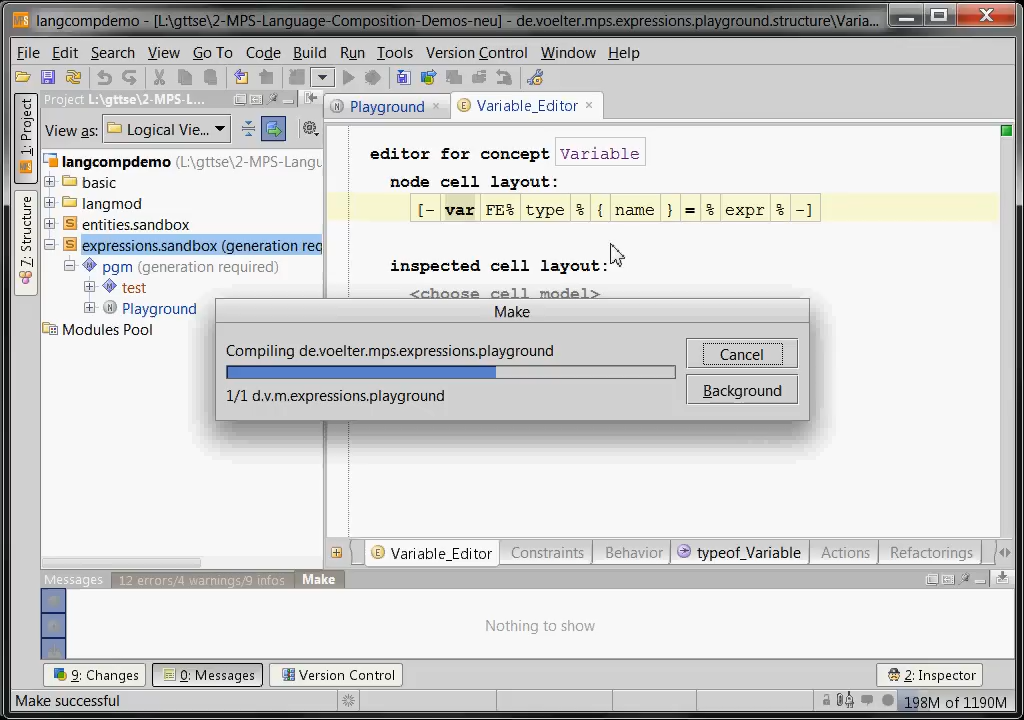 langcompdemo - [L:\gttse\2-MPS-Language-Composition-Demos-neu] - de.voelter.mps.expressions.playground.structure\Varia...
File Edit Search View Go To Code Build Run Tools Version Control Window Help
Project L:\gttse\2-MPS-L...
1: Project
Z: Structure
View as: Logical Vie...
langcompdemo (L:\gttse\2-MPS-Langu
basic
langmod
entities.sandbox
expressions.sandbox (generation req
pgm (generation required)
test
Playground
Modules Pool
Playground
Variable_Editor
editor for concept Variable
node cell layout:
[- var FE% type % { name } = % expr % -]
inspected cell layout:
<choose cell model>
Make
Compiling de.voelter.mps.expressions.playground
Cancel
1/1 d.v.m.expressions.playground
Background
Variable_Editor Constraints Behavior typeof_Variable Actions Refactorings
Messages 12 errors/4 warnings/9 infos Make
Nothing to show
9: Changes 0: Messages Version Control 2: Inspector
Make successful
198M of 1190M